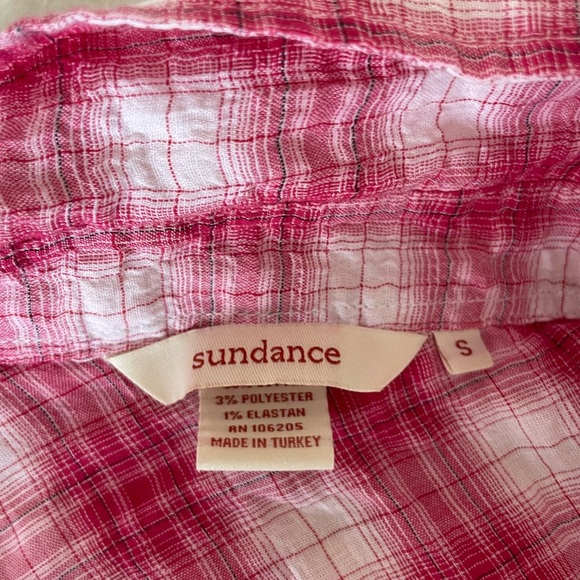 sundance
S
3% POLYESTER
1% ELASTAN
RN 106205
MADE IN TURKEY